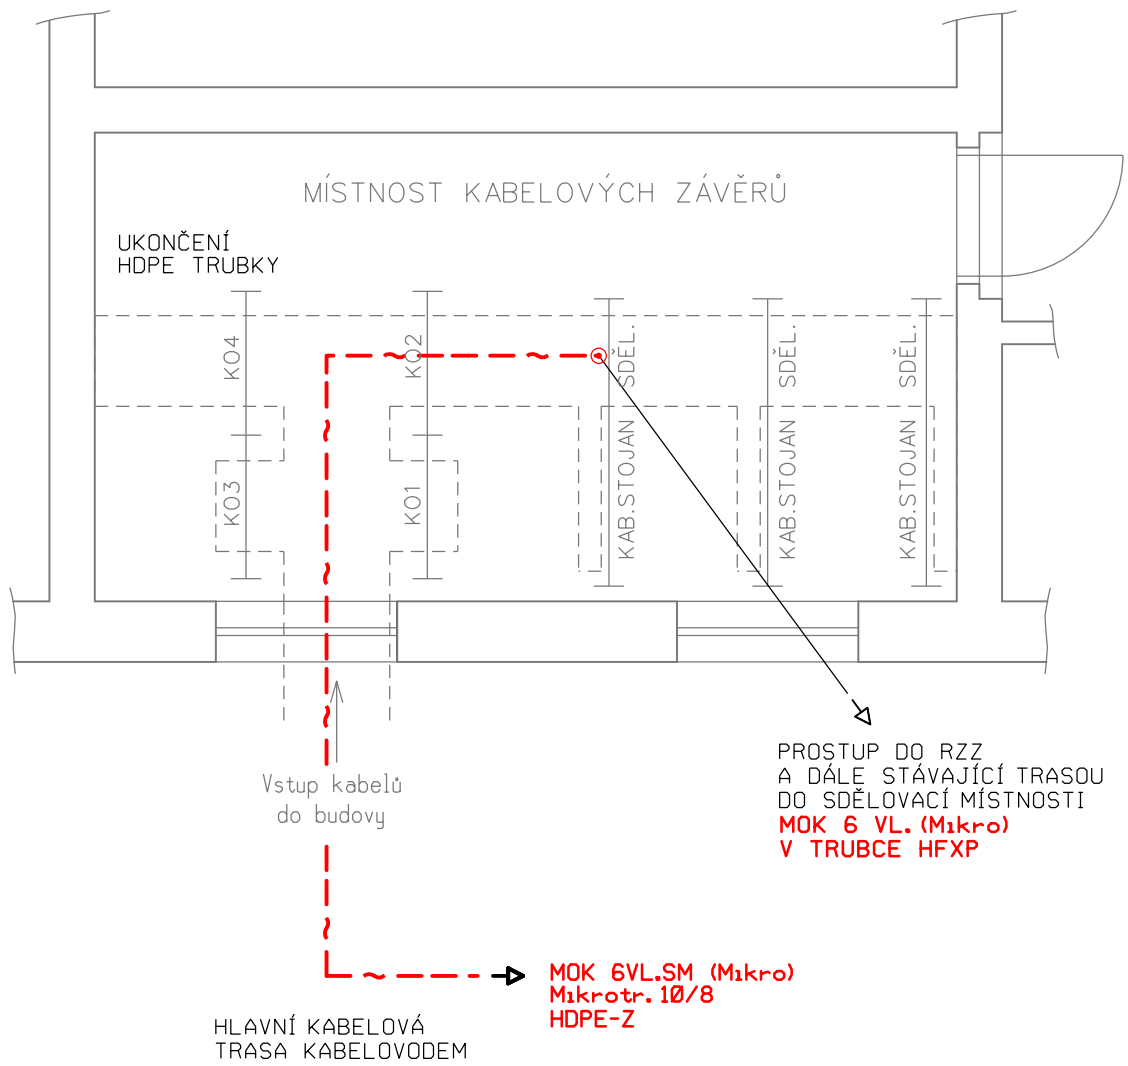 MÍSTNOST KABELOVÝCH ZÁVĚRŮ
UKONČENÍ
HDPE TRUBKY
KO4
KO2
SDĚL.
SDĚL.
SDĚL.
KO3
KO1
KAB.STOJAN
KAB.STOJAN
KAB.STOJAN
Vstup kabelů
do budovy
PROSTUP DO RZZ
A DÁLE STÁVAJÍCÍ TRASOU
DO SDĚLOVACÍ MÍSTNOSTI
MOK 6 VL. (Mikro)
V TRUBCE HFXP
MOK 6VL.SM (Mikro)
Mikrotr. 10/8
HDPE-Z
HLAVNÍ KABELOVÁ
TRASA KABELOVODEM